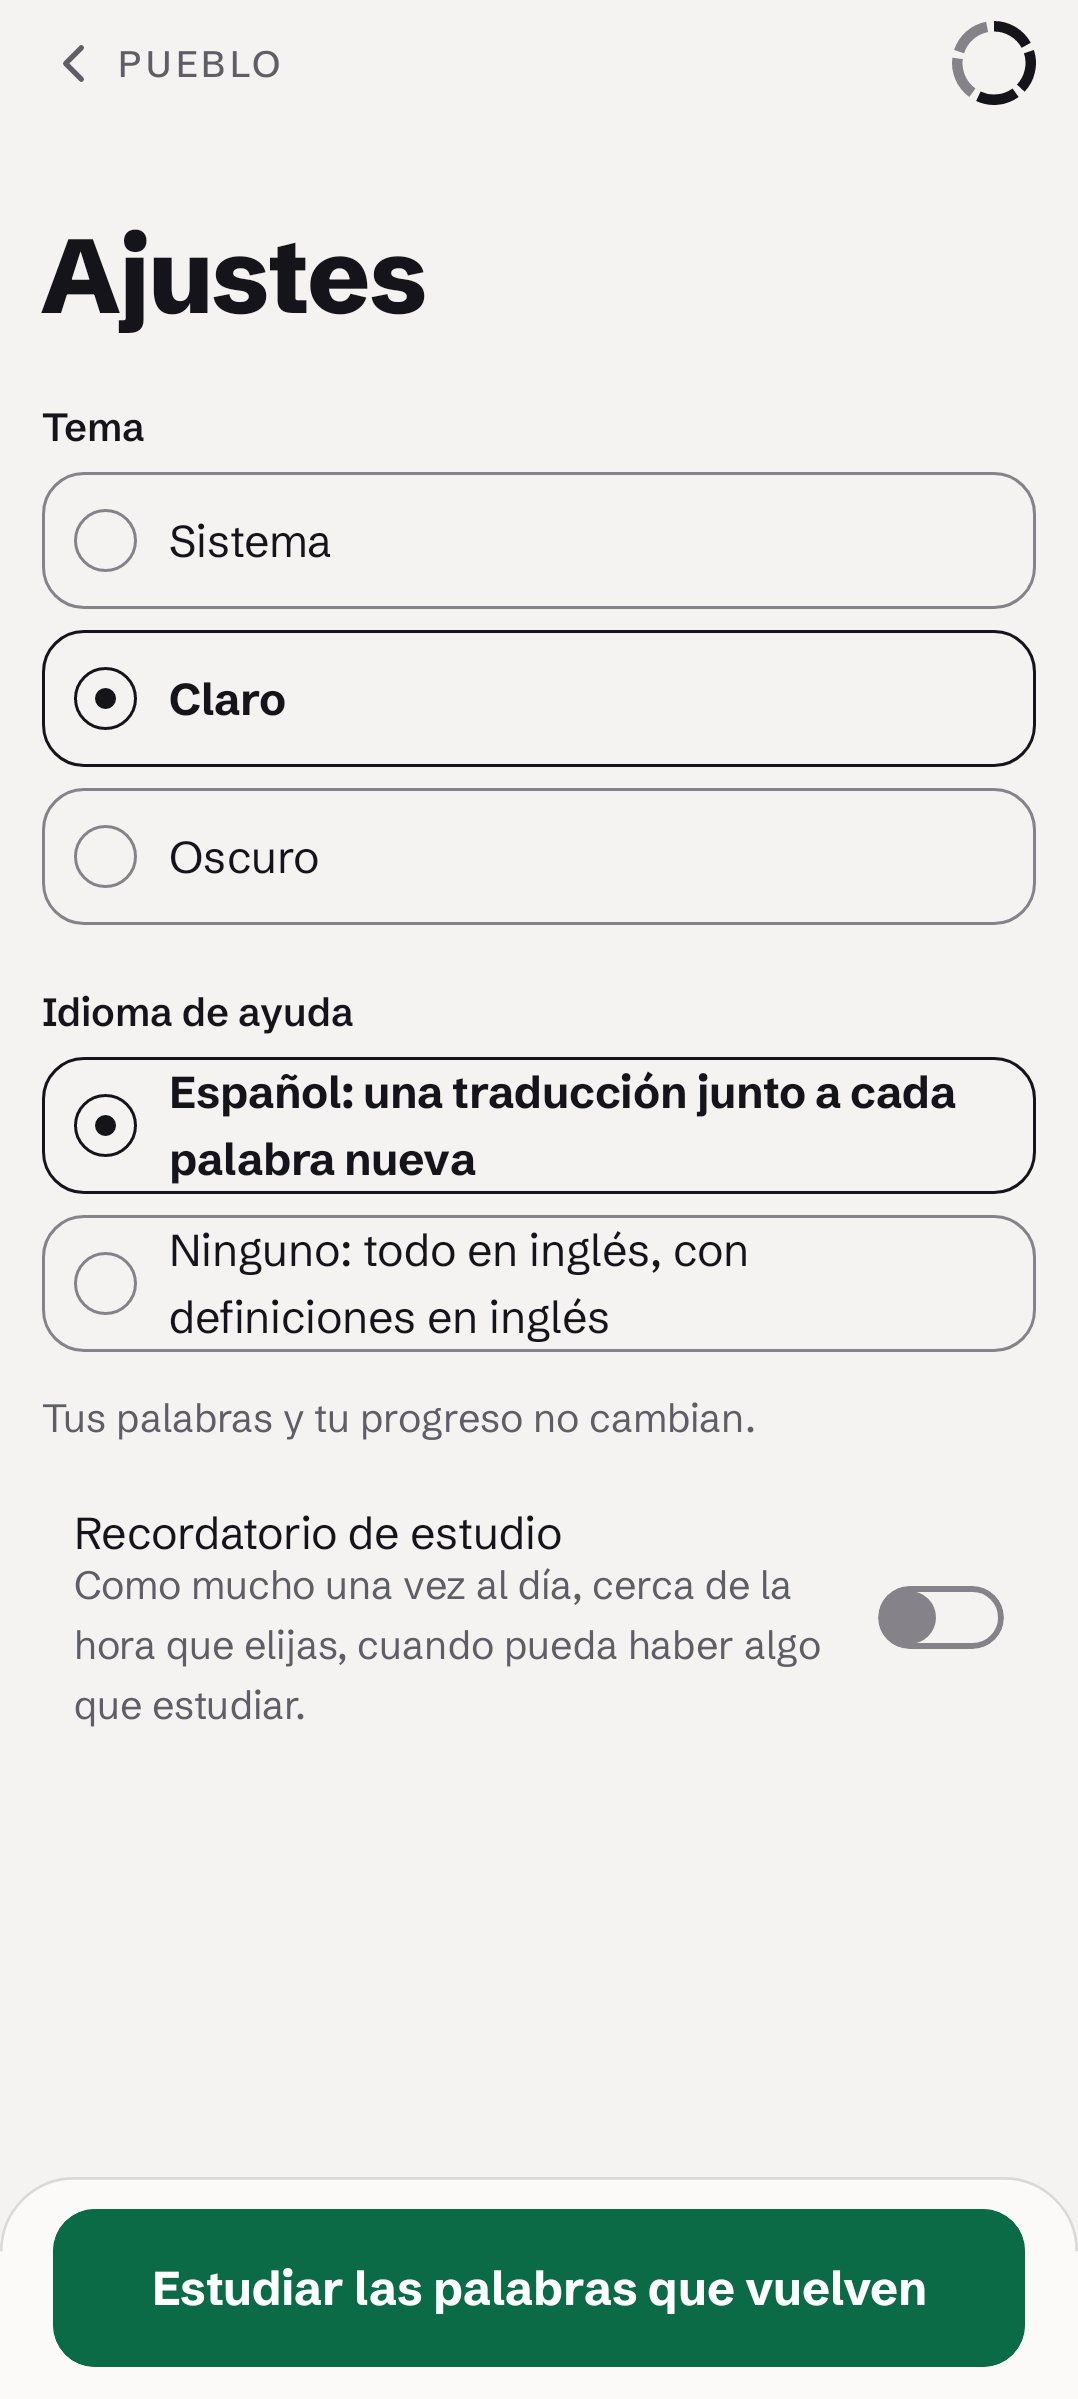 PUEBLO
Ajustes
Tema
Sistema
Claro
Oscuro
Idioma de ayuda
Español: una traducción junto a cada
palabra nueva
Ninguno: todo en inglés, con
definiciones en inglés
Tus palabras y tu progreso no cambian.
Recordatorio de estudio
Como mucho una vez al día, cerca de la
hora que elijas, cuando pueda haber algo
que estudiar.
Estudiar las palabras que vuelven